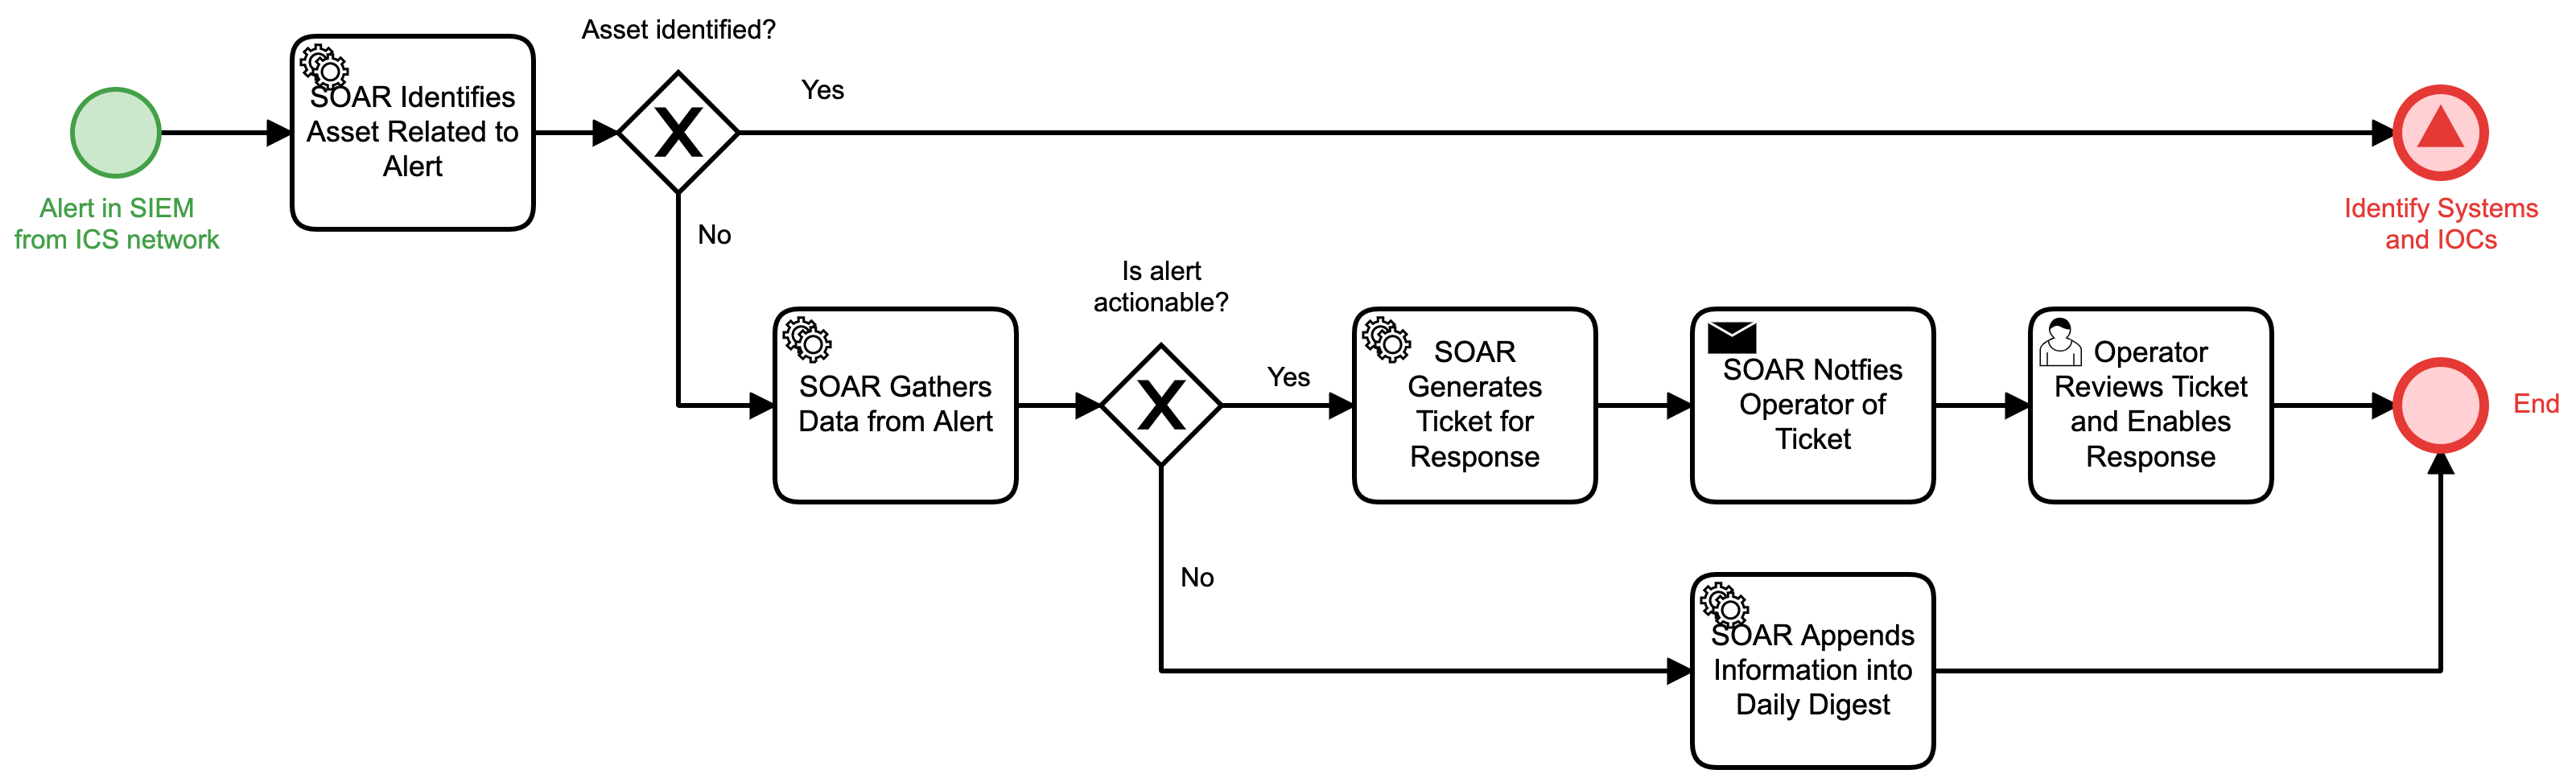 Asset identified?
SOAR Identifies
Asset Related to
Alert
Yes
Alert in SIEM
from ICS network
Identify Systems
and IOCs
No
Is alert
actionable?
SOAR Gathers
Data from Alert
Yes
SOAR
Generates
Ticket for
Response
SOAR Notfies
Operator of
Ticket
Operator
Reviews Ticket
and Enables
Response
End
No
SOAR Appends
Information into
Daily Digest